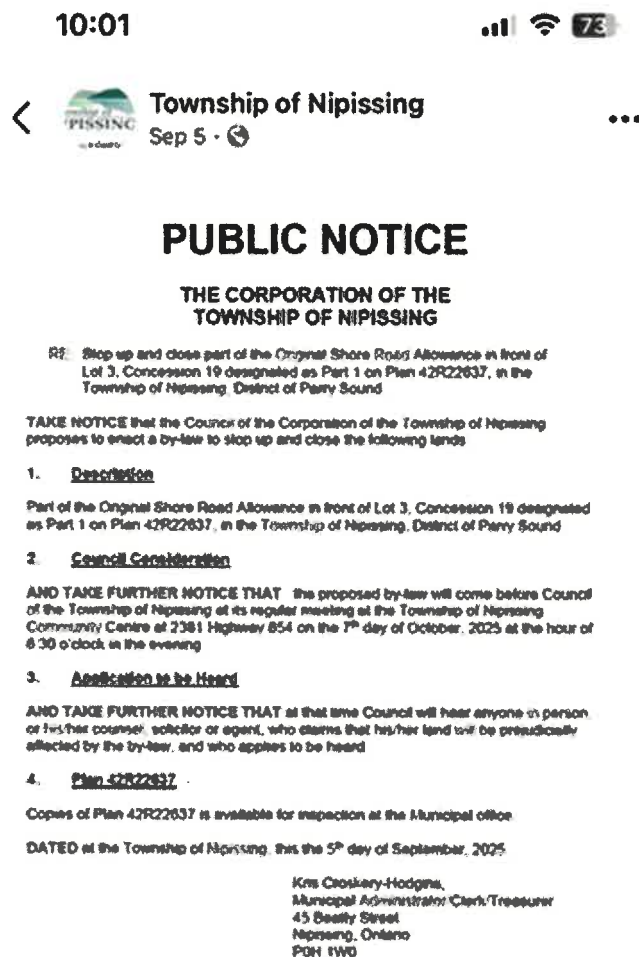 10:01
73
Township of Nipissing
Sep 5 ·
PUBLIC NOTICE
THE CORPORATION OF THE
TOWNSHIP OF NIPISSING
RE: Stop up and close part of the Original Shore Road Allowance in front of
Lot 3, Concession 19 designated as Part 1 on Plan 42R22637, in the
Township of Nipissing, District of Parry Sound
TAKE NOTICE that the Council of the Corporation of the Township of Nipissing
proposes to enact a by-law to stop up and close the following lands
1. Description
Part of the Original Shore Road Allowance in front of Lot 3, Concession 19 designated
as Part 1 on Plan 42R22637, in the Township of Nipissing, District of Parry Sound
2. Council Consideration
AND TAKE FURTHER NOTICE THAT the proposed by-law will come before Council
of the Township of Nipissing at its regular meeting at the Township of Nipissing
Community Centre at 2381 Highway 654 on the 7th day of October, 2025 at the hour of
6:30 o'clock in the evening
3. Application to be Heard
AND TAKE FURTHER NOTICE THAT at that time Council will hear anyone in person
or his/her counsel, solicitor or agent, who claims that his/her land will be prejudicially
affected by the by-law, and who applies to be heard
4. Plan 42R22637
Copies of Plan 42R22637 is available for inspection at the Municipal office.
DATED at the Township of Nipissing, this the 5th day of September, 2025
Kris Croskery-Hodgins,
Municipal Administrator/Clerk/Treasurer
45 Beatty Street
Nipissing, Ontario
P0H 1W0